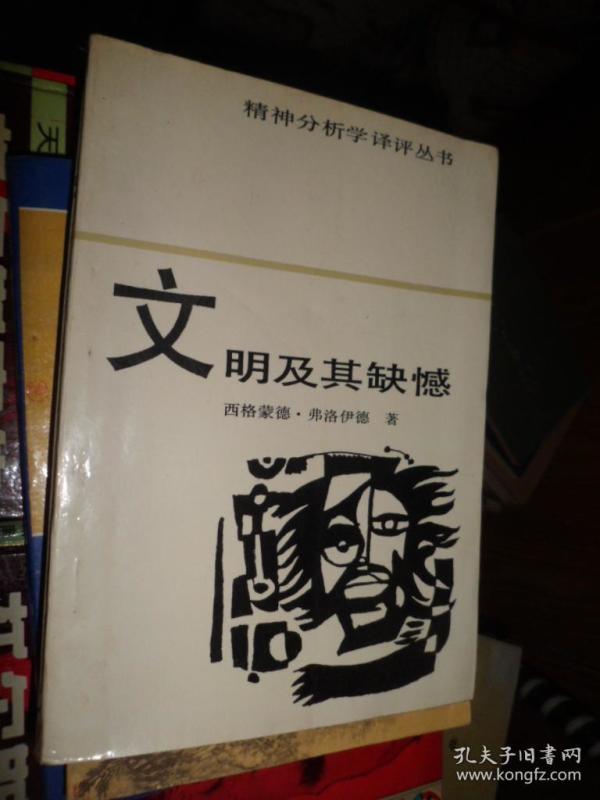 精神分析学译评丛书
文明及其缺憾
西格蒙德·弗洛伊德 著
天
孔夫子旧书网
www.kongfz.com